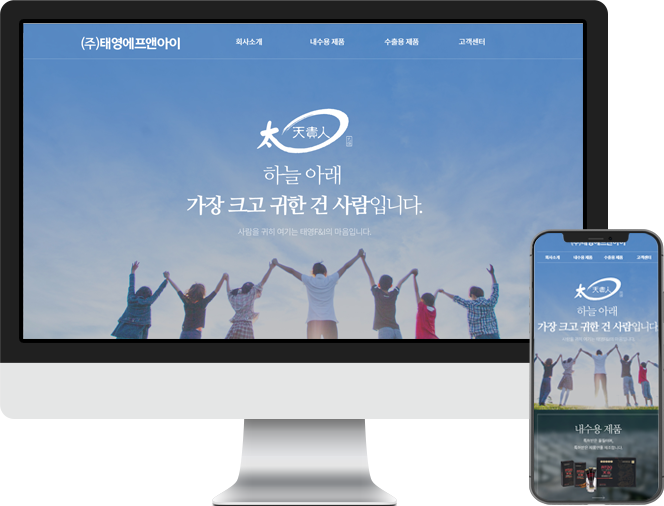 (주)태영에프앤아이
회사소개 내수용 제품 수출용 제품 고객센터
太 天貴人
하늘 아래
가장 크고 귀한 건 사람입니다.
사람을 귀히 여기는 태영F&I의 마음입니다.
(주)태영에프앤아이
회사소개 내수용 제품 수출용 제품 고객센터
太 天貴人
하늘 아래
가장 크고 귀한 건 사람입니다
내수용 제품